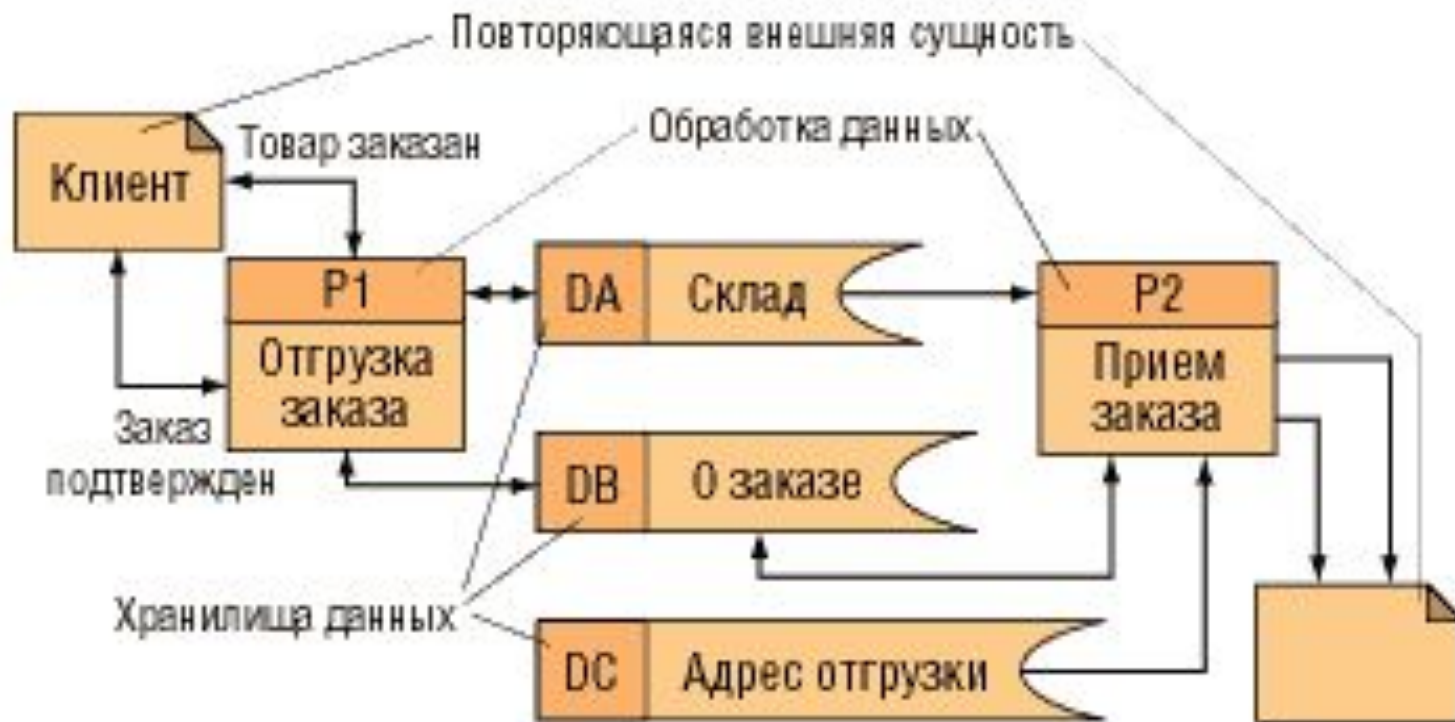 Повторяющаяся внешняя сущность
Обработка данных
Товар заказан
Клиент
P1
Отгрузка
заказа
DA Склад
P2
Прием
заказа
Заказ
подтвержден
DB О заказе
Хранилища данных
DC Адрес отгрузки